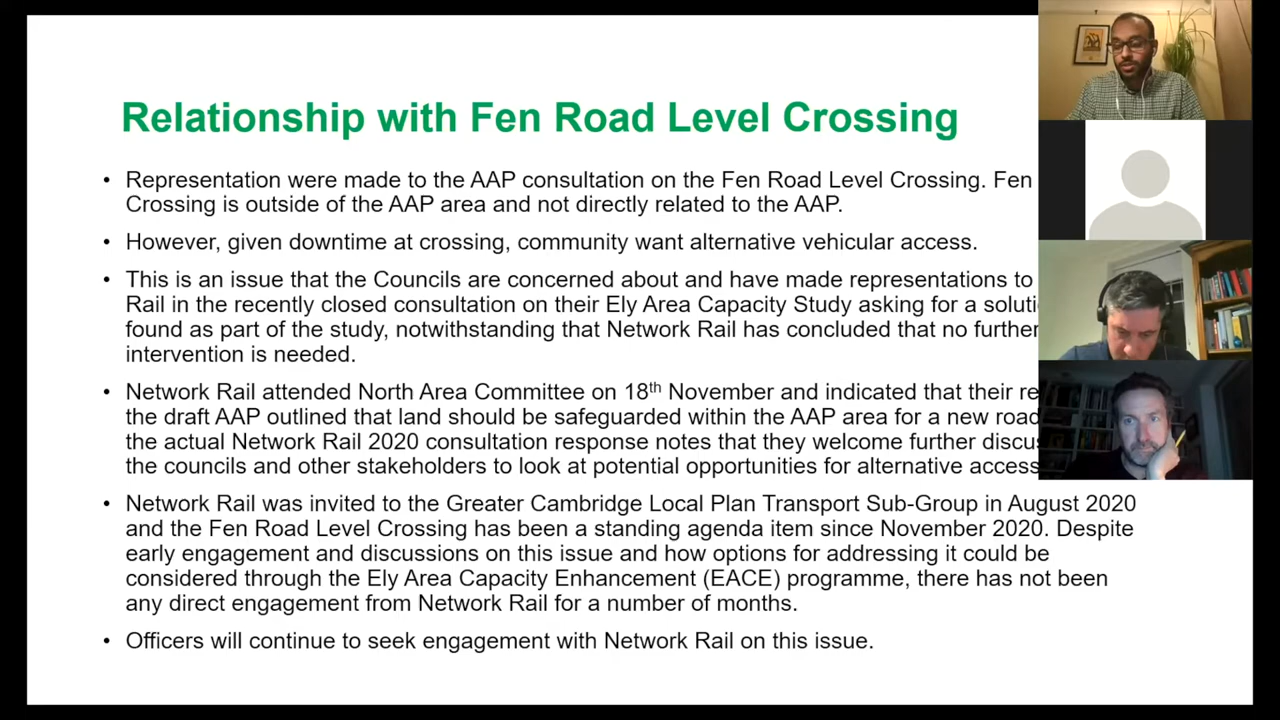 Relationship with Fen Road Level Crossing
• Representation were made to the AAP consultation on the Fen Road Level Crossing. Fen
Crossing is outside of the AAP area and not directly related to the AAP.
• However, given downtime at crossing, community want alternative vehicular access.
• This is an issue that the Councils are concerned about and have made representations to
Rail in the recently closed consultation on their Ely Area Capacity Study asking for a
found as part of the study, notwithstanding that Network Rail has concluded that no further
intervention is needed.
• Network Rail attended North Area Committee on 18th November and indicated that their
the draft AAP outlined that land should be safeguarded within the AAP area for a new road
the actual Network Rail 2020 consultation response notes that they welcome further
the councils and other stakeholders to look at potential opportunities for alternative access
• Network Rail was invited to the Greater Cambridge Local Plan Transport Sub-Group in August 2020
and the Fen Road Level Crossing has been a standing agenda item since November 2020. Despite
early engagement and discussions on this issue and how options for addressing it could be
considered through the Ely Area Capacity Enhancement (EACE) programme, there has not been
any direct engagement from Network Rail for a number of months.
• Officers will continue to seek engagement with Network Rail on this issue.